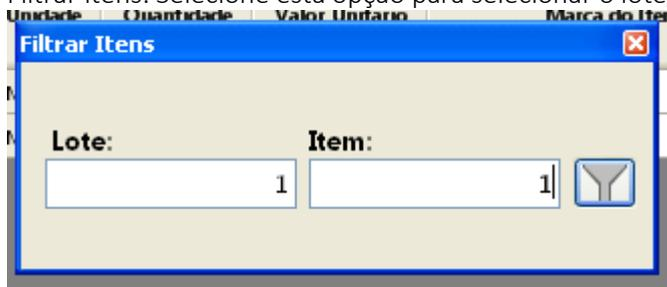 Filtrar Itens: Selecione esta opção para selecionar o lote
Unidade Quantidade Valor Unitário Marca do Ite
Filtrar Itens
Lote: Item:
1 1